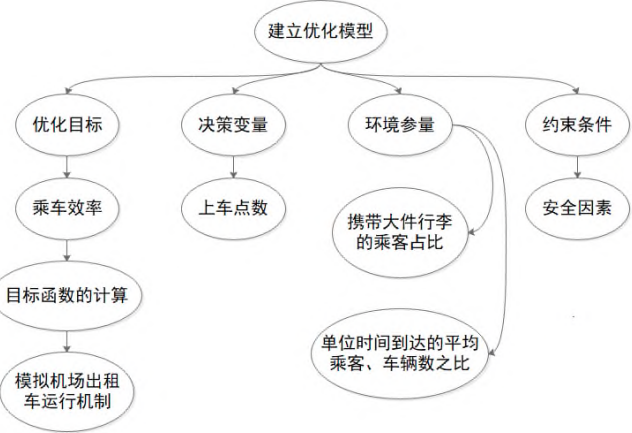 建立优化模型
优化目标
决策变量
环境参量
约束条件
乘车效率
上车点数
携带大件行李
的乘客占比
安全因素
目标函数的计算
单位时间到达的平均
乘客、车辆数之比
模拟机场出租
车运行机制